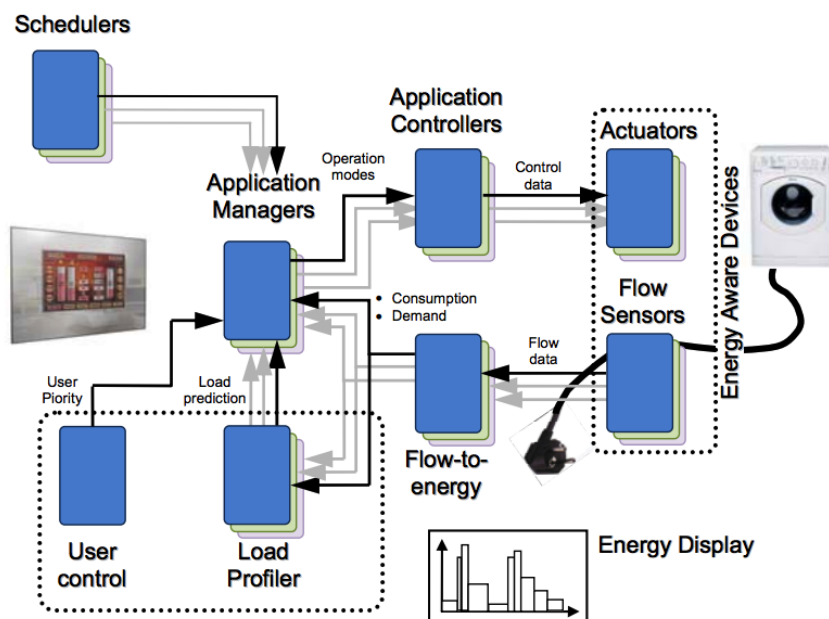 Schedulers
Application
Controllers
Actuators
Operation
modes
Control
data
Application
Managers
Energy Aware Devices
• Consumption
• Demand
Flow
Sensors
Flow
data
User
Piority
Load
prediction
Flow-to-
energy
User
control
Load
Profiler
Energy Display